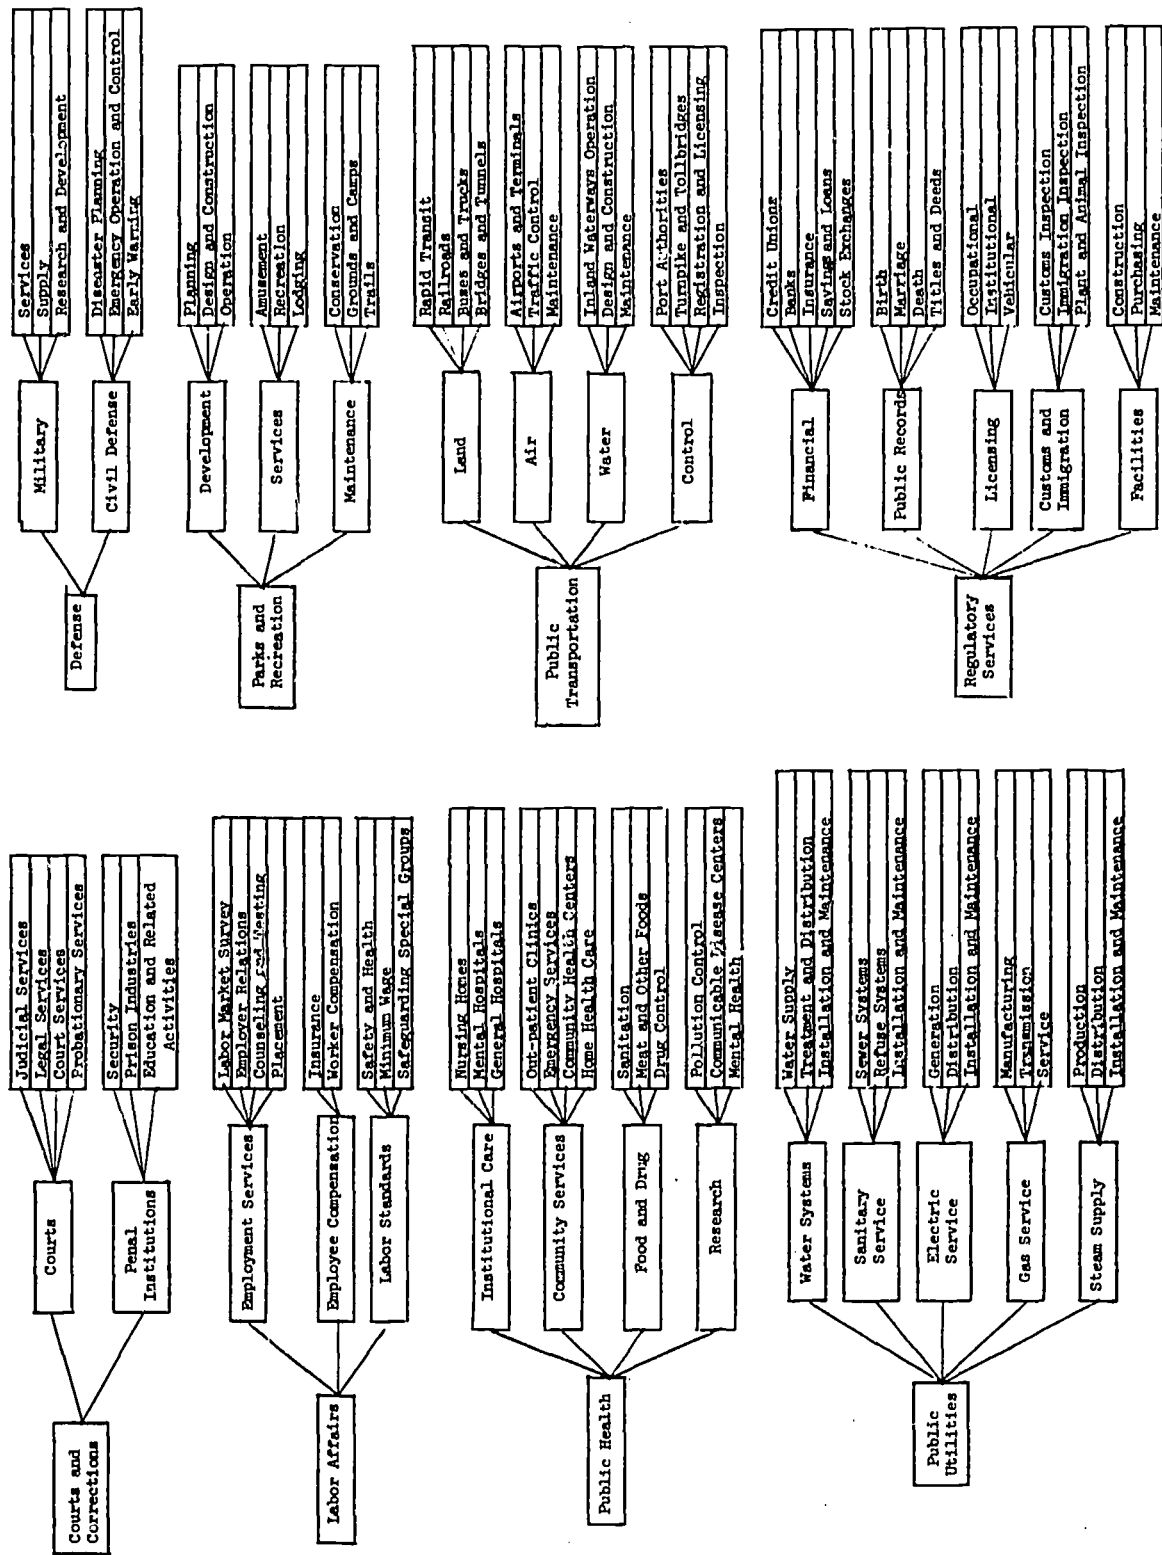 Courts and
Corrections
Courts
Judicial Services
Legal Services
Court Services
Probationary Services
Penal
Institutions
Security
Prison Industries
Education and Related
Activities
Labor Affairs
Employment Services
Labor Market Survey
Employer Relations
Counseling and Testing
Placement
Employee Compensation
Insurance
Worker Compensation
Labor Standards
Safety and Health
Minimum Wage
Safeguarding Special Groups
Public Health
Institutional Care
Nursing Homes
Mental Hospitals
General Hospitals
Community Services
Ont-patient Clinics
Emergency Services
Community Health Centers
Home Health Care
Food and Drug
Sanitation
Meat and Other Foods
Drug Control
Research
Pollution Control
Communicable Disease Centers
Mental Health
Public
Utilities
Water Systems
Water Supply
Treatment and Distribution
Installation and Maintenance
Sanitary
Service
Sewer Systems
Refuse Systems
Installation and Maintenance
Electric
Service
Generation
Distribution
Installation and Maintenance
Gas Service
Manufacturing
Transmission
Service
Steam Supply
Production
Distribution
Installation and Maintenance
Defense
Military
Services
Supply
Research and Development
Civil Defense
Disaster Planning
Emergency Operation and Control
Early Warning
Parks and
Recreation
Development
Planning
Design and Construction
Operation
Services
Amusement
Recreation
Lodging
Maintenance
Conservation
Grounds and Camps
Trails
Public
Transportation
Land
Rapid Transit
Railroads
Buses and Trucks
Bridges and Tunnels
Air
Airports and Terminals
Traffic Control
Maintenance
Water
Inland Waterways Operation
Design and Construction
Maintenance
Control
Port Authorities
Turnpike and Tollbridges
Registration and Licensing
Inspection
Regulatory
Services
Financial
Credit Unions
Banks
Insurance
Savings and Loans
Stock Exchanges
Public Records
Birth
Marriage
Death
Titles and Deeds
Licensing
Occupational
Institutional
Vehicular
Customs and
Immigration
Customs Inspection
Immigration Inspection
Plant and Animal Inspection
Facilities
Construction
Purchasing
Maintenance